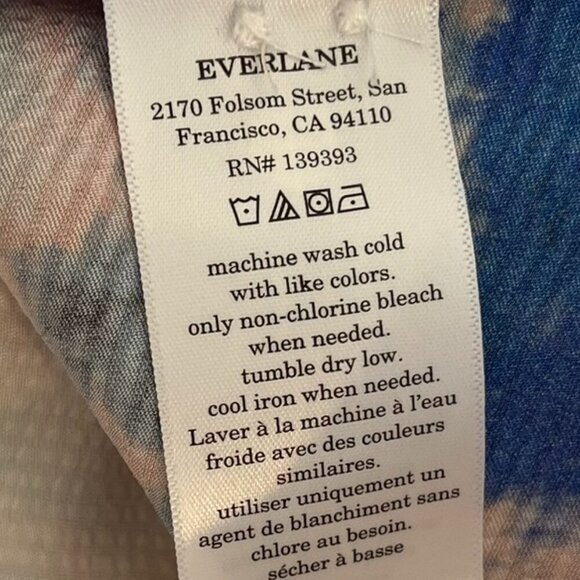 EVERLANE
2170 Folsom Street, San
Francisco, CA 94110
RN# 139393
machine wash cold
with like colors.
only non-chlorine bleach
when needed.
tumble dry low.
cool iron when needed.
Laver à la machine à l'eau
froide avec des couleurs
similaires.
utiliser uniquement un
agent de blanchiment sans
chlore au besoin.
sécher à basse